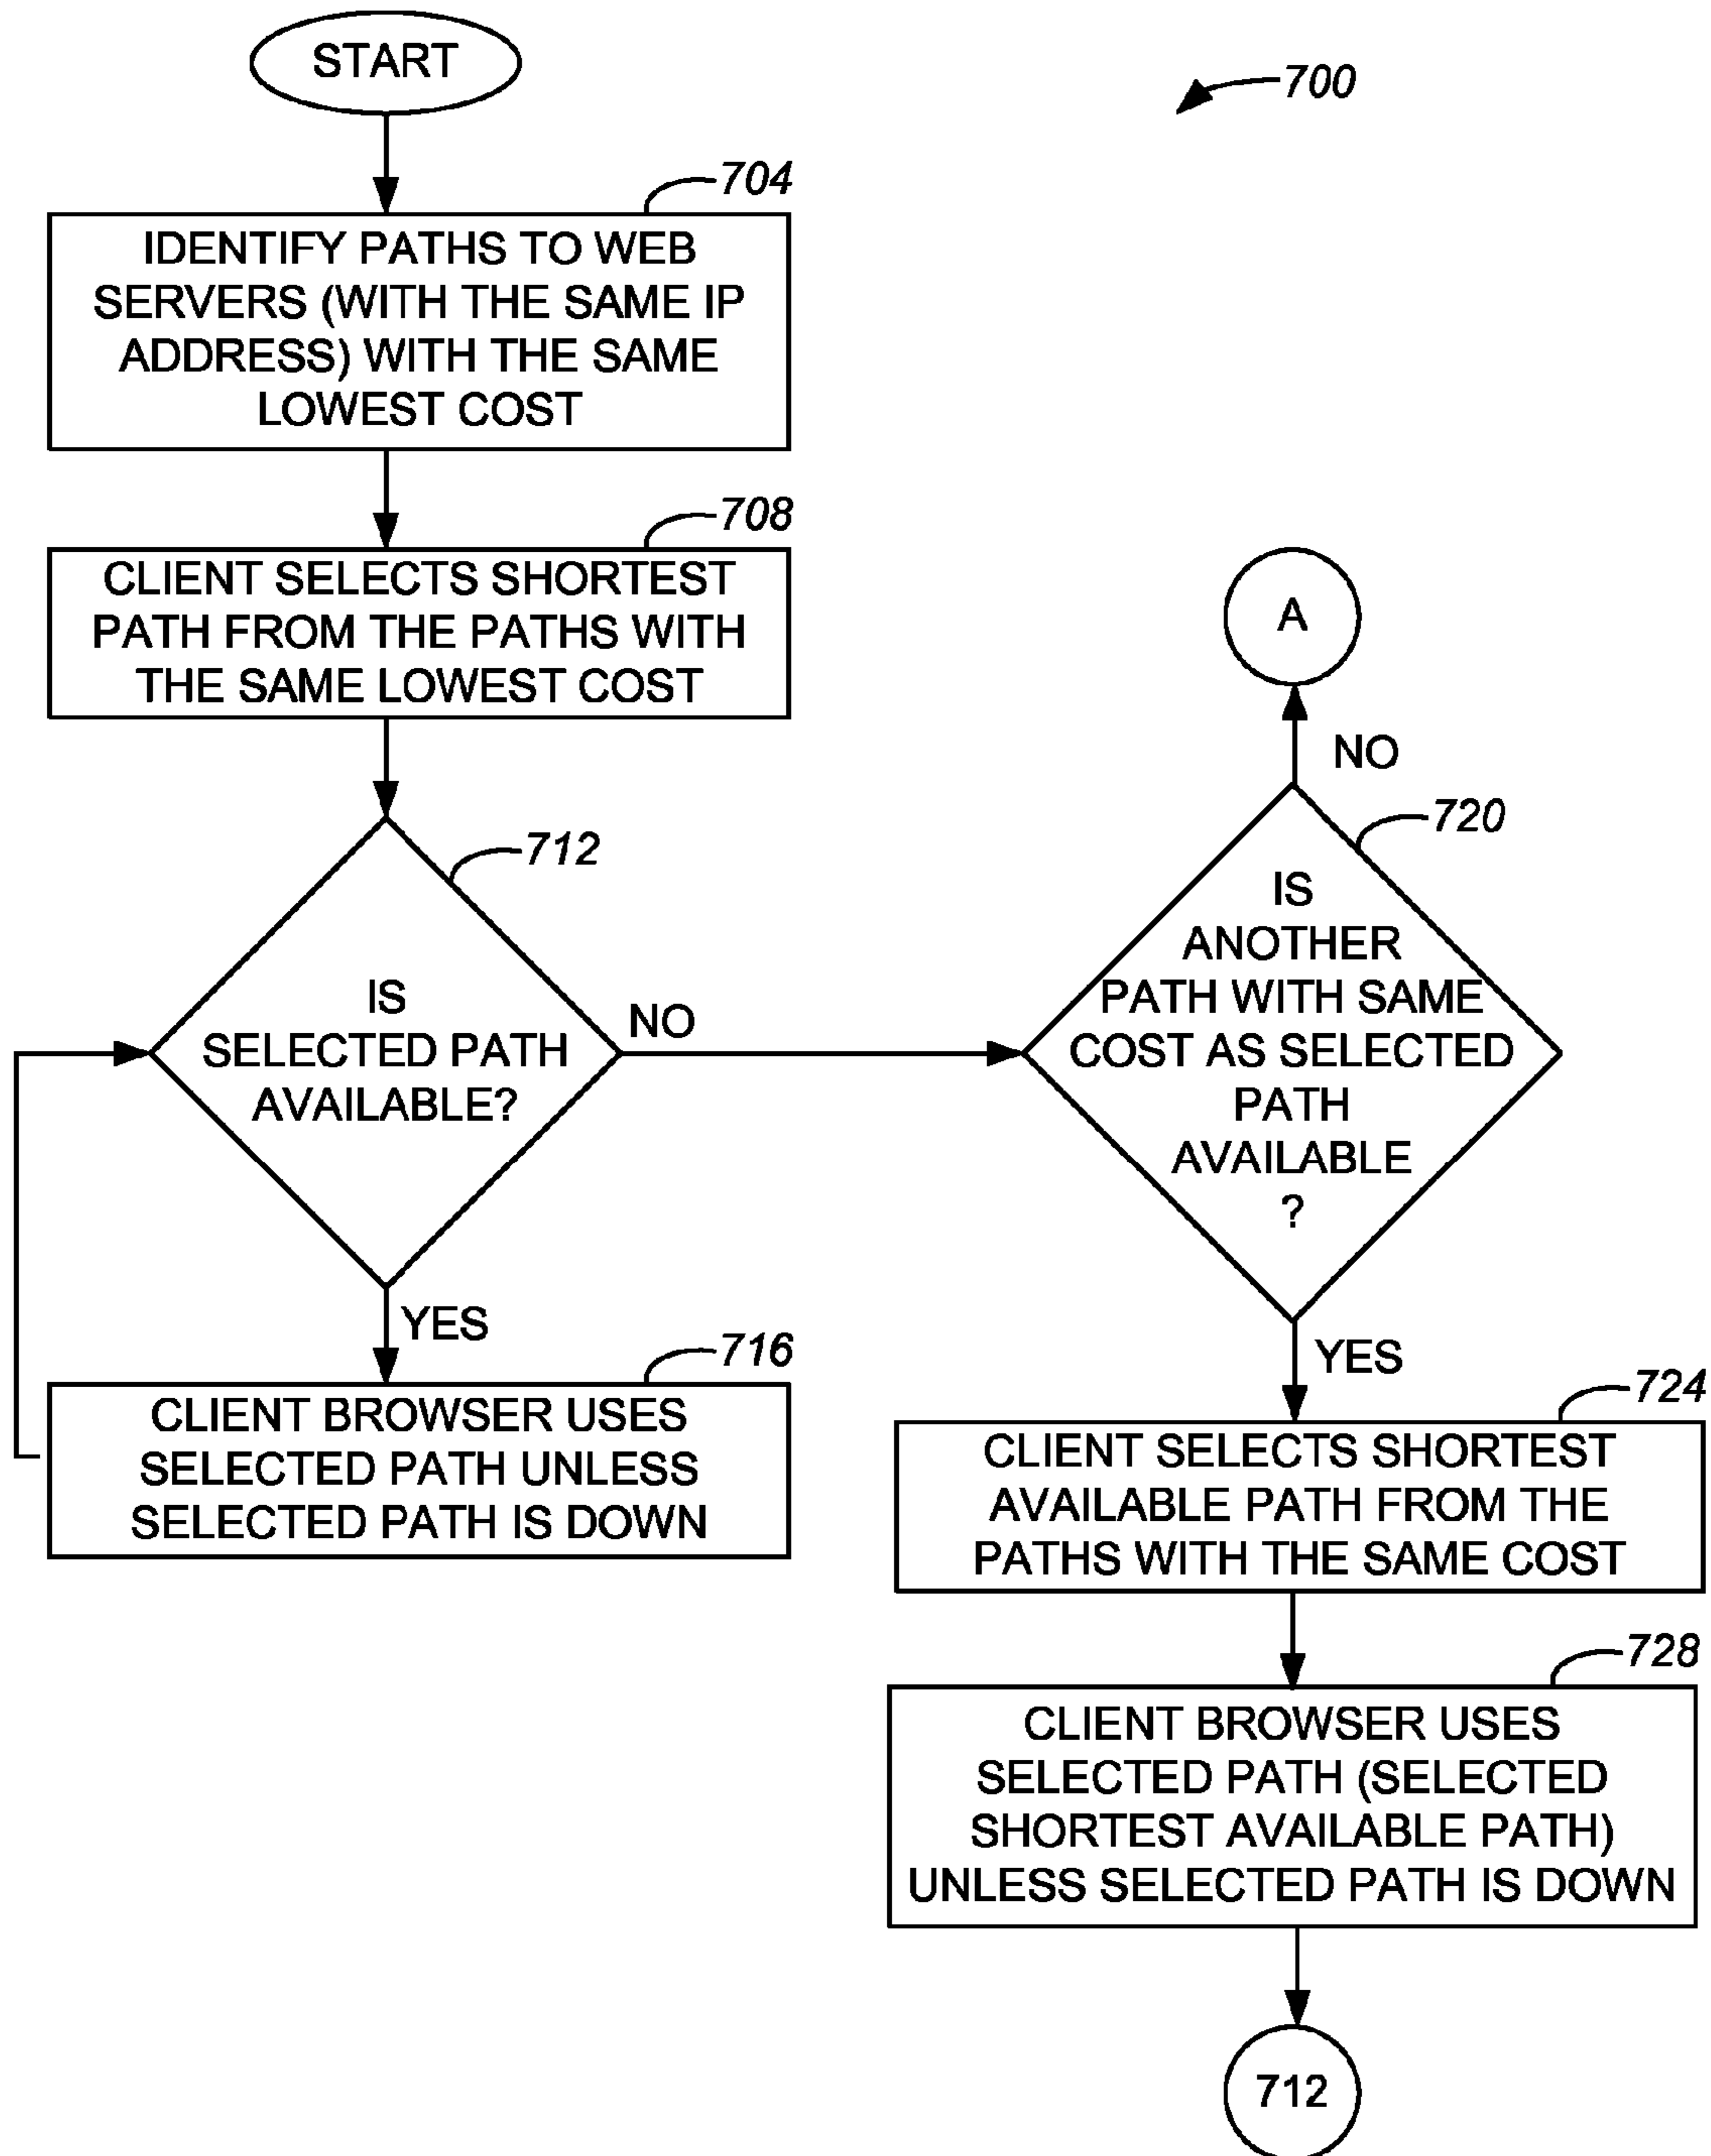 START
700
704
IDENTIFY PATHS TO WEB
SERVERS (WITH THE SAME IP
ADDRESS) WITH THE SAME
LOWEST COST
708
CLIENT SELECTS SHORTEST
PATH FROM THE PATHS WITH
THE SAME LOWEST COST
712
IS
SELECTED PATH
AVAILABLE?
NO
YES
716
CLIENT BROWSER USES
SELECTED PATH UNLESS
SELECTED PATH IS DOWN
A
NO
720
IS
ANOTHER
PATH WITH SAME
COST AS SELECTED
PATH
AVAILABLE
?
YES
724
CLIENT SELECTS SHORTEST
AVAILABLE PATH FROM THE
PATHS WITH THE SAME COST
728
CLIENT BROWSER USES
SELECTED PATH (SELECTED
SHORTEST AVAILABLE PATH)
UNLESS SELECTED PATH IS DOWN
712